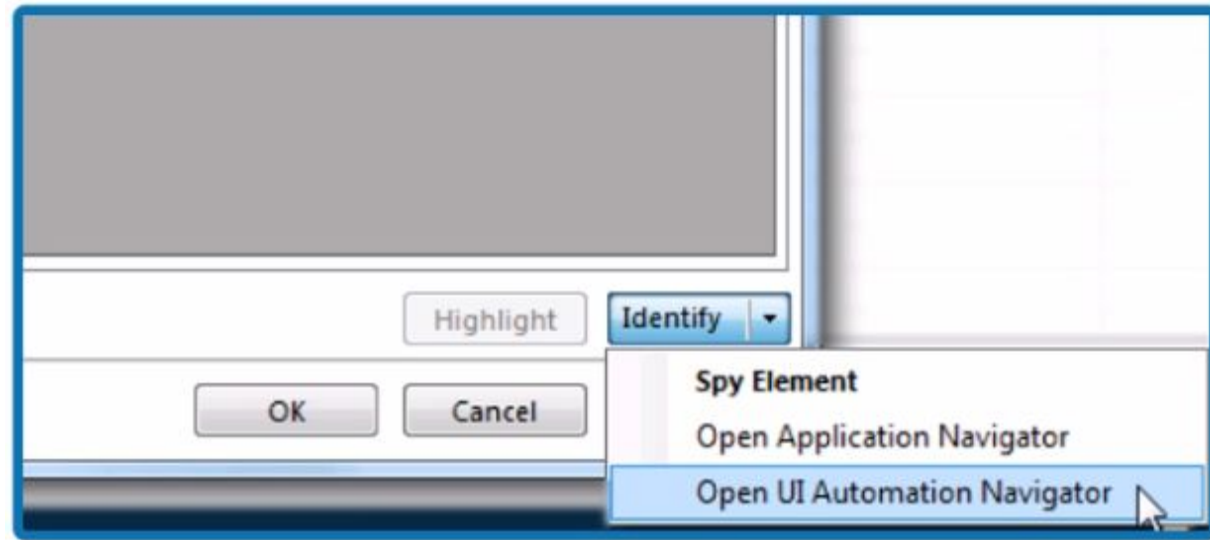 Highlight
Identify
OK
Cancel
Spy Element
Open Application Navigator
Open UI Automation Navigator